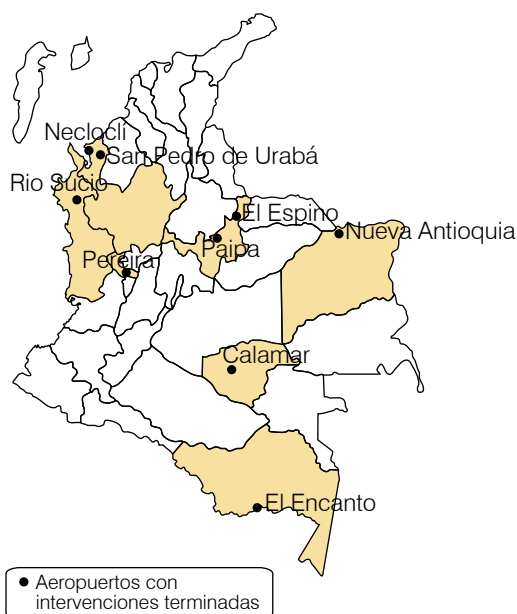 Necloclí
San Pedro de Urabá
Rio Sucio
El Espino
Nueva Antioquia
Paipa
Pereira
Calamar
El Encanto
Aeropuertos con
intervenciones terminadas